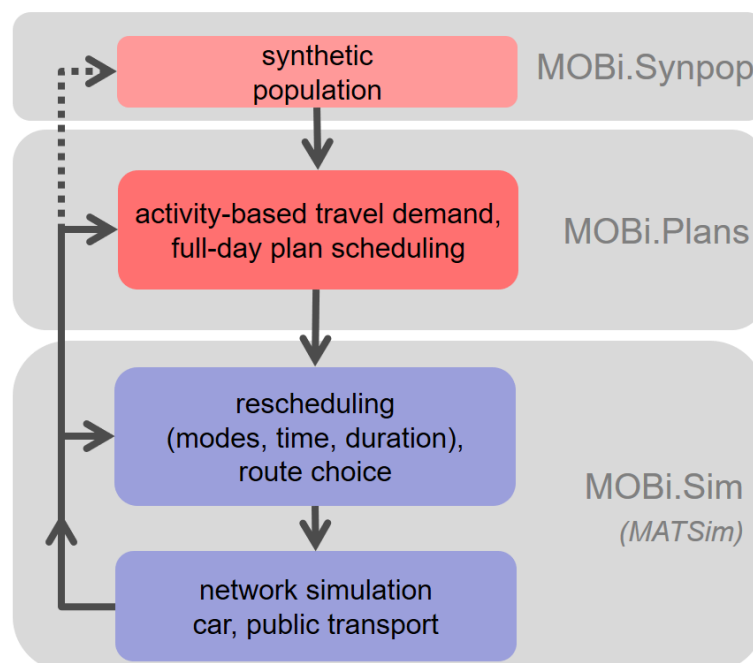 synthetic
population
MOBi.Synpop
activity-based travel demand,
full-day plan scheduling
MOBi.Plans
rescheduling
(modes, time, duration),
route choice
MOBi.Sim
(MATSim)
network simulation
car, public transport